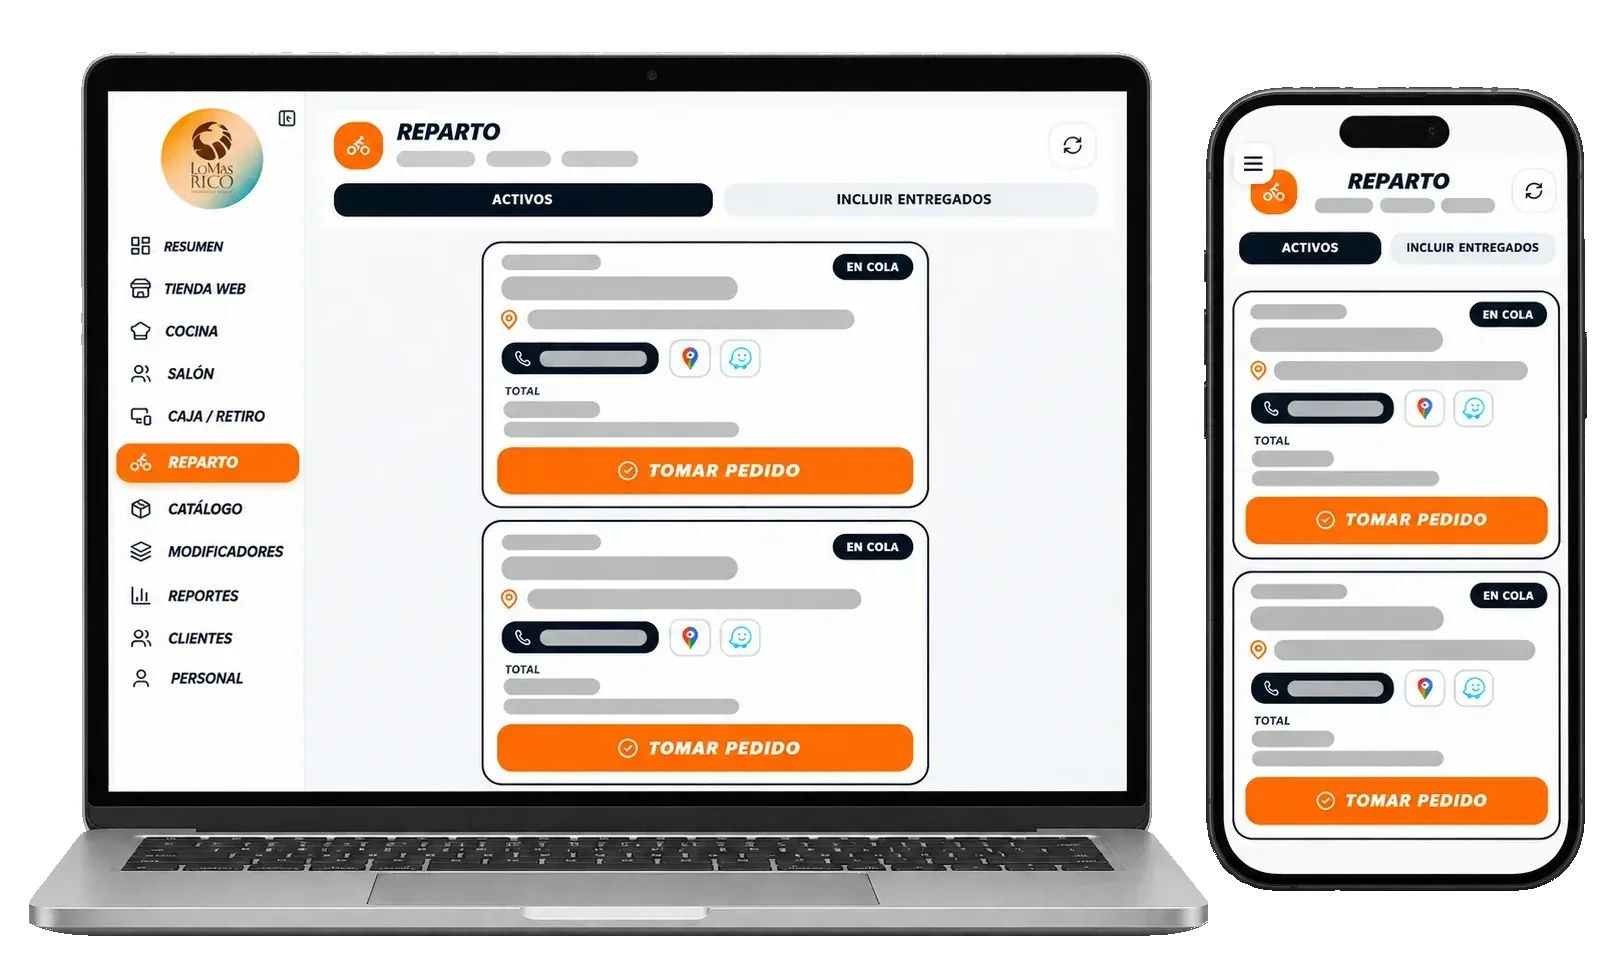 LoMas
RICO
RESUMEN
TIENDA WEB
COCINA
SALÓN
CAJA / RETIRO
REPARTO
CATÁLOGO
MODIFICADORES
REPORTES
CLIENTES
PERSONAL
REPARTO
ACTIVOS
INCLUIR ENTREGADOS
EN COLA
TOTAL
TOMAR PEDIDO
EN COLA
TOTAL
TOMAR PEDIDO
REPARTO
ACTIVOS
INCLUIR ENTREGADOS
EN COLA
TOTAL
TOMAR PEDIDO
EN COLA
TOTAL
TOMAR PEDIDO